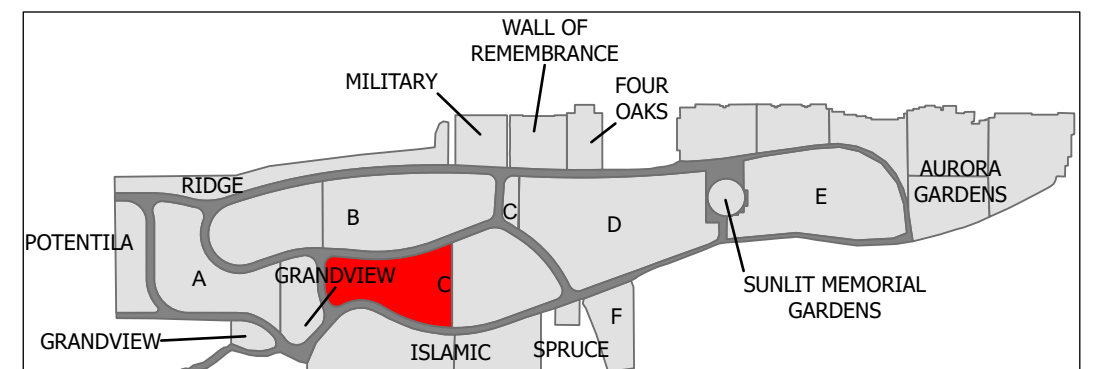 WALL OF
REMEMBRANCE
MILITARY
FOUR
OAKS
RIDGE
AURORA
GARDENS
B
C
D
E
POTENTILA
A
GRANDVIEW
C
SUNLIT MEMORIAL
GARDENS
GRANDVIEW
ISLAMIC
SPRUCE
F